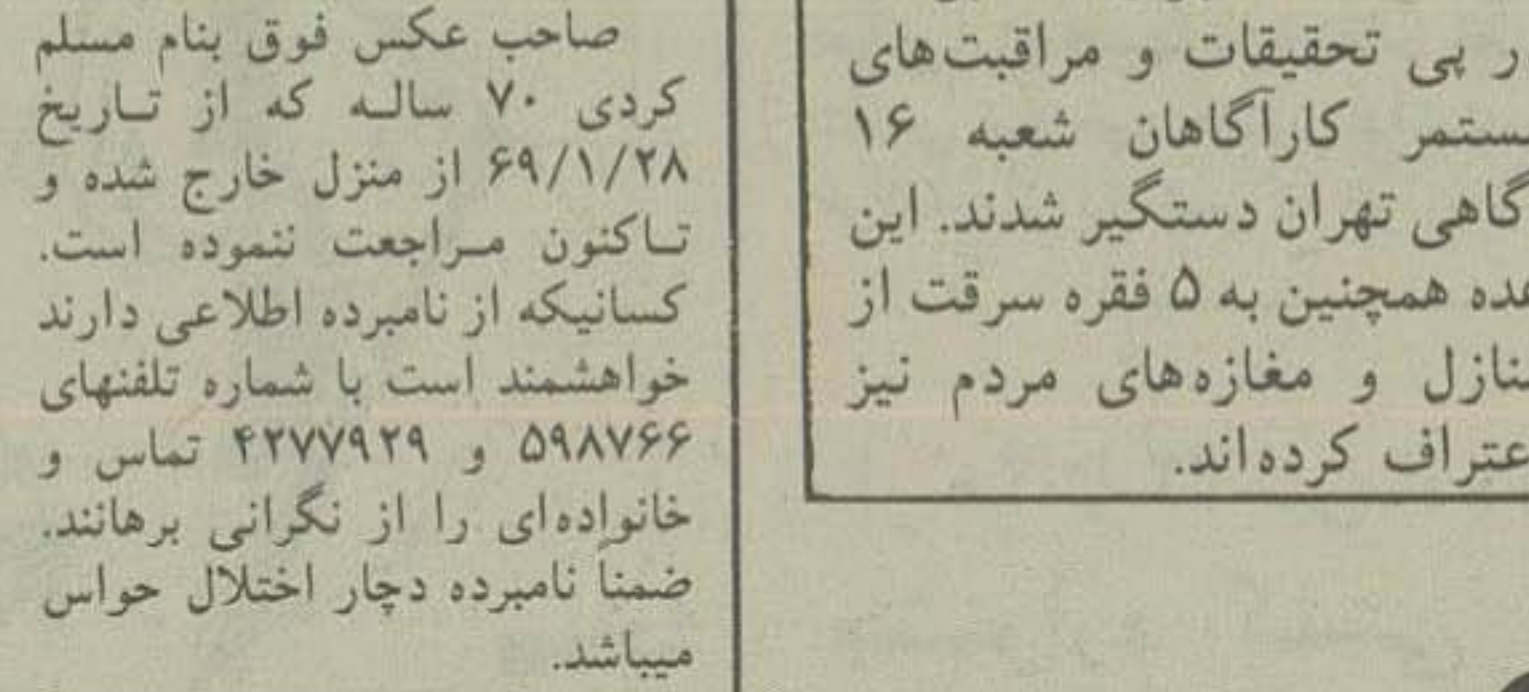 پی تحقیقات و مراقبت‌های
کارآگاهان شعبه ۱۶
تهران دستگیر شدند. این
همچنین به ۵ فقره سرقت از
و مغازه‌های مردم نیز
کرده‌اند.
صاحب عکس فوق بنام مسلم
کردی ۷۰ ساله که از تاریخ
۶۹/۱/۲۸ از منزل خارج شده و
تاکنون مراجعت ننموده است.
کسانیکه از نامبرده اطلاعی دارند
خواهشمند است با شماره تلفنهای
۵۹۸۷۶۶ و ۴۲۷۷۹۲۹ تماس و
خانواده‌ای را از نگرانی برهانند.
ضمناً نامبرده دچار اختلال حواس
میباشد.